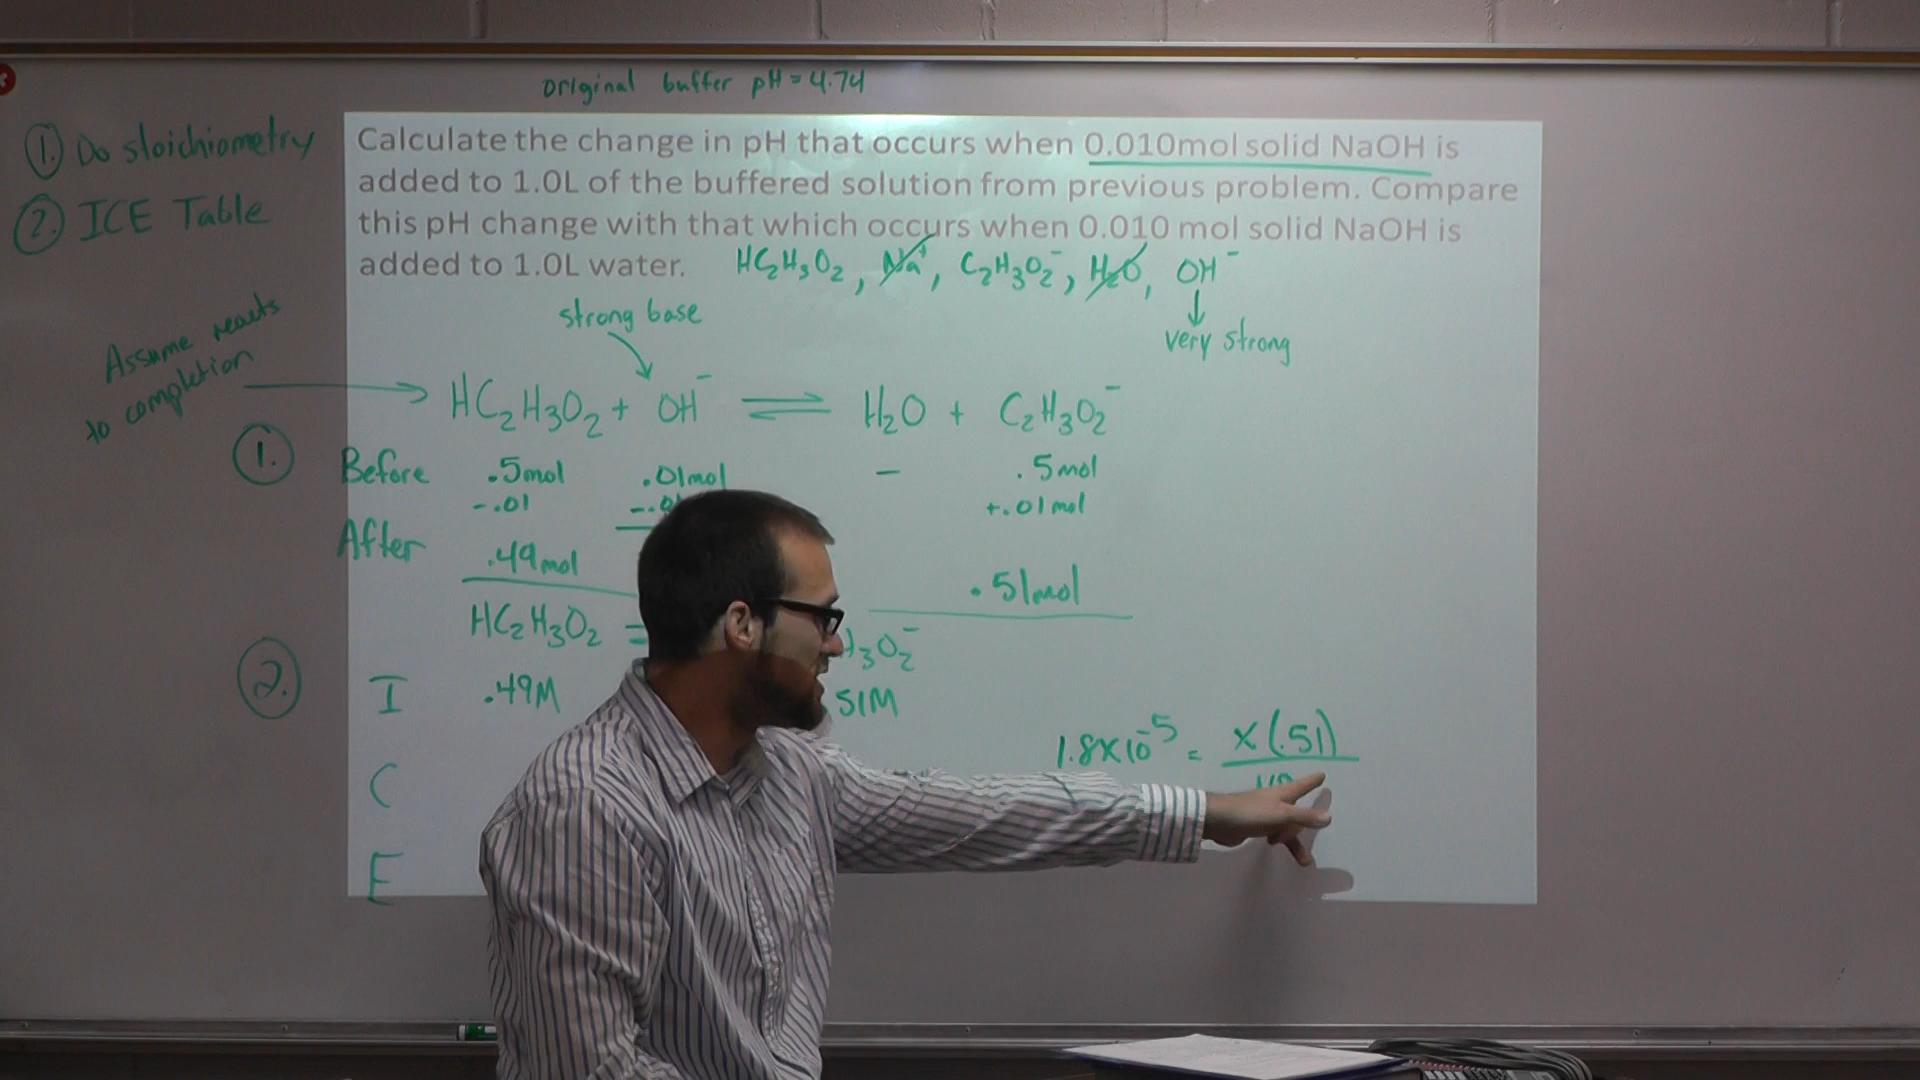 original buffer pH = 4.74
① Do stoichiometry
② ICE Table
Calculate the change in pH that occurs when 0.010mol solid NaOH is
added to 1.0L of the buffered solution from previous problem. Compare
this pH change with that which occurs when 0.010 mol solid NaOH is
added to 1.0L water.
HC₂H₃O₂, Na⁺, C₂H₃O₂⁻, H₂O, OH⁻
strong base
very strong
Assume reacts
to completion
HC₂H₃O₂ + OH⁻ ⇌ H₂O + C₂H₃O₂⁻
①. Before .5mol .01mol – .5mol
-.01 +.01mol
After .49mol .51mol
HC₂H₃O₂ H₃O₂⁻
②. I .49M 51M
1.8x10⁻⁵ = x(.51)
C
E